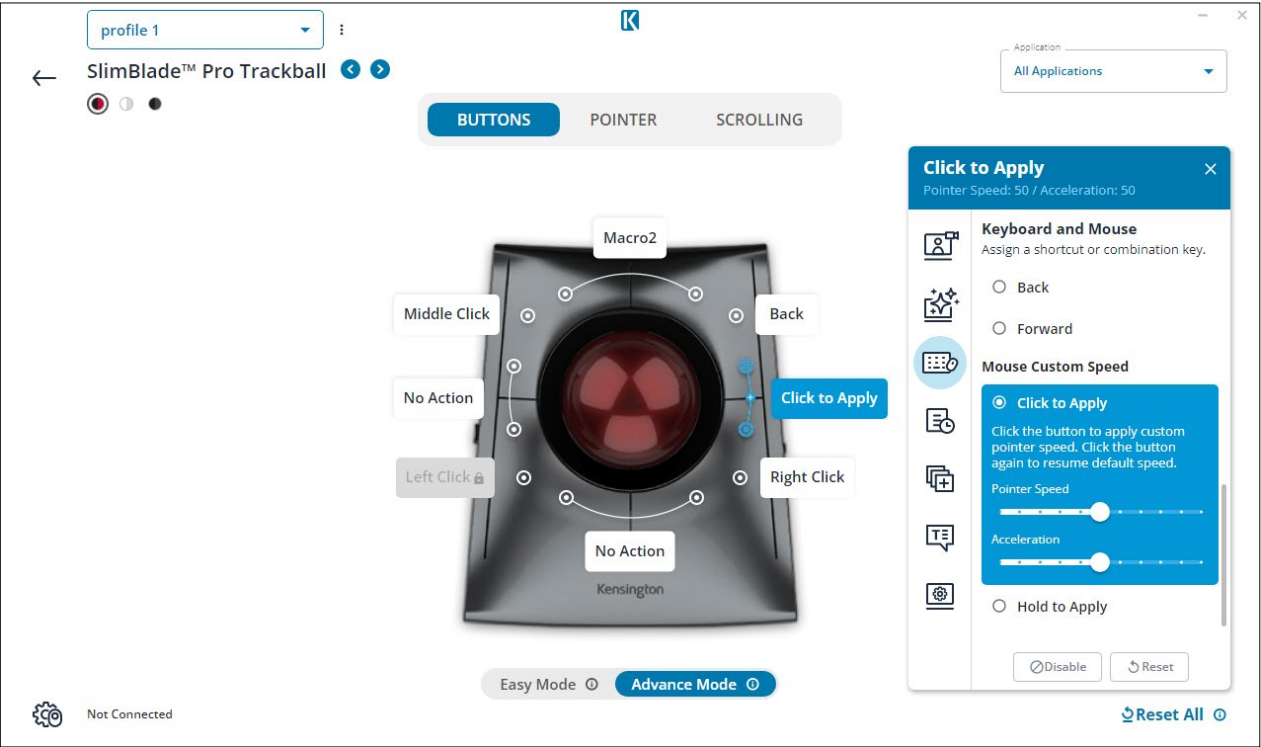 profile 1
K
Application
All Applications
SlimBlade™ Pro Trackball
BUTTONS
POINTER
SCROLLING
Click to Apply
Pointer Speed: 50 / Acceleration: 50
Keyboard and Mouse
Assign a shortcut or combination key.
Back
Forward
Mouse Custom Speed
Click to Apply
Click the button to apply custom
pointer speed. Click the button
again to resume default speed.
Pointer Speed
Acceleration
Hold to Apply
Disable
Reset
Macro2
Middle Click
Back
No Action
Click to Apply
Left Click
Right Click
No Action
Kensington
Easy Mode
Advance Mode
Not Connected
Reset All